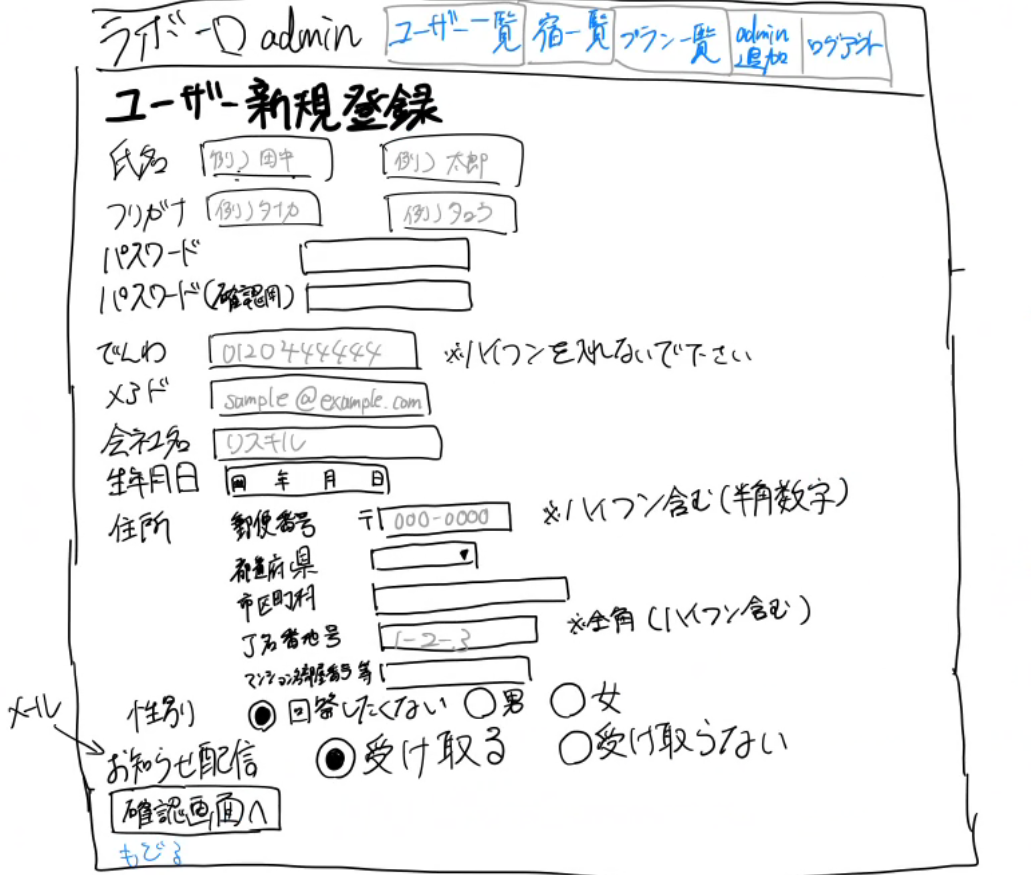 ラボーロ admin ユーザー一覧 宿一覧 プラン一覧 admin追加 ログアウト
ユーザー新規登録
氏名 例) 田中 例) 太郎
フリガナ 例) タナカ 例) タロウ
パスワード
パスワード(確認用)
でんわ 0120444444 ※ハイフンを入れないで下さい
メアド sample@example.com
会社名 リスキル
生年月日 年 月 日
住所 郵便番号 〒 000-0000 ※ハイフン含む(半角数字)
都道府県
市区町村
丁名番地号 1-2-3 ※全角(ハイフン含む)
マンション名部屋番号等
性別 回答したくない 男 女
メール
お知らせ配信 受け取る 受け取らない
確認画面へ
もどる